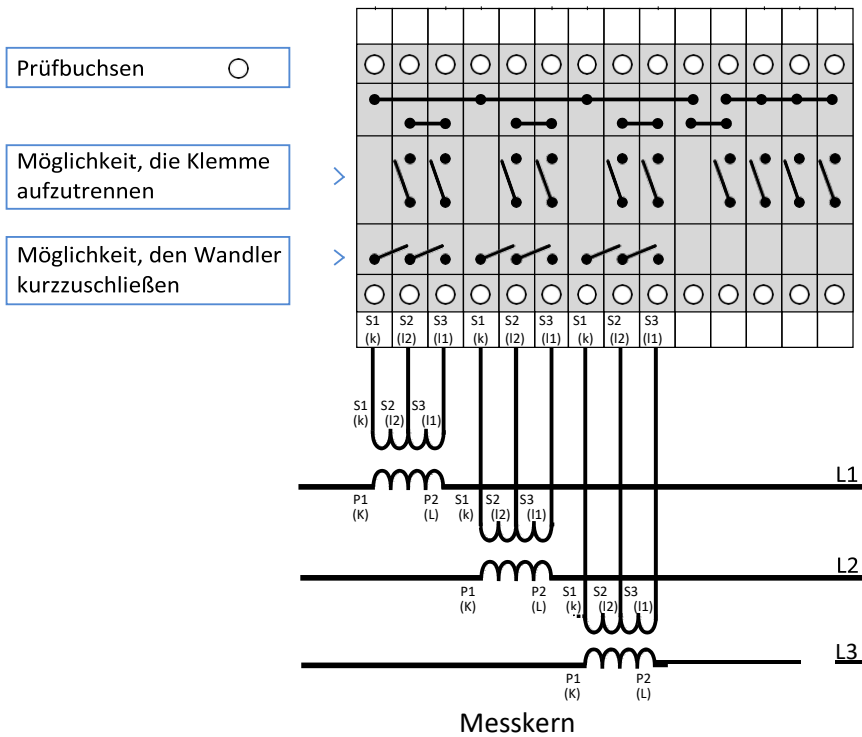 Prüfbuchsen
Möglichkeit, die Klemme
aufzutrennen
Möglichkeit, den Wandler
kurzzuschließen
S1 S2 S3 S1 S2 S3 S1 S2 S3
(k) (l2) (l1) (k) (l2) (l1) (k) (l2) (l1)
S1 S2 S3
(k) (l2) (l1)
L1
P1 P2
(K) (L)
S1 S2 S3
(k) (l2) (l1)
L2
P1 P2
(K) (L)
S1 S2 S3
(k) (l2) (l1)
L3
P1 P2
(K) (L)
Messkern